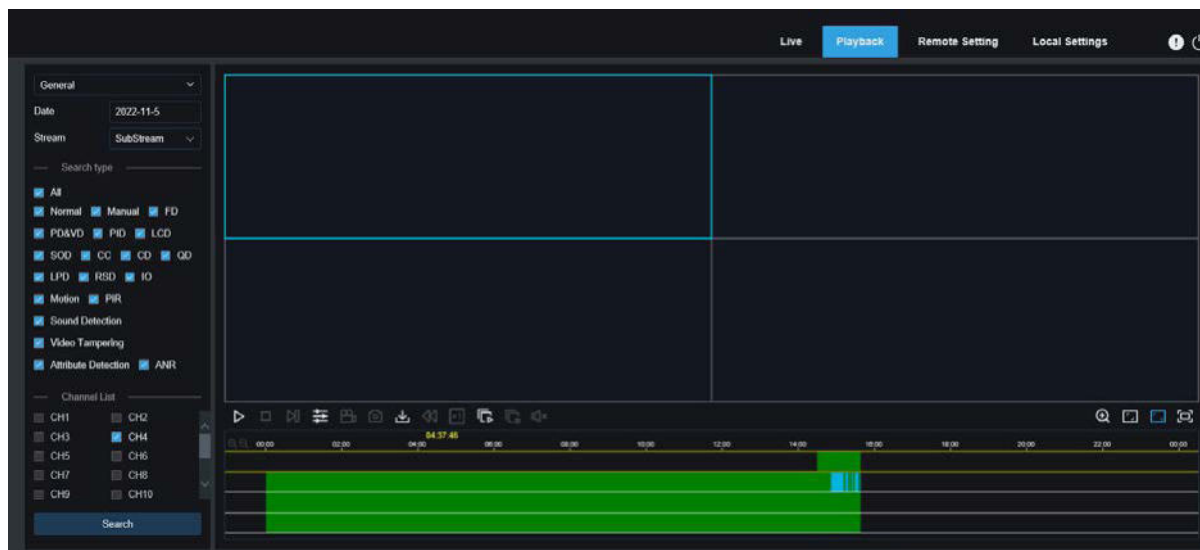 Live Playback Remote Setting Local Settings
General
Date 2022-11-5
Stream SubStream
Search type
All
Normal Manual FD
PD&VD PID LCD
SOD CC CD QD
LPD RSD IO
Motion PIR
Sound Detection
Video Tampering
Attribute Detection ANR
Channel List
CH1 CH2
CH3 CH4
CH5 CH6
CH7 CH8
CH9 CH10
Search
04:37:46
00:00 02:00 04:00 06:00 08:00 10:00 12:00 14:00 16:00 18:00 20:00 22:00 00:00